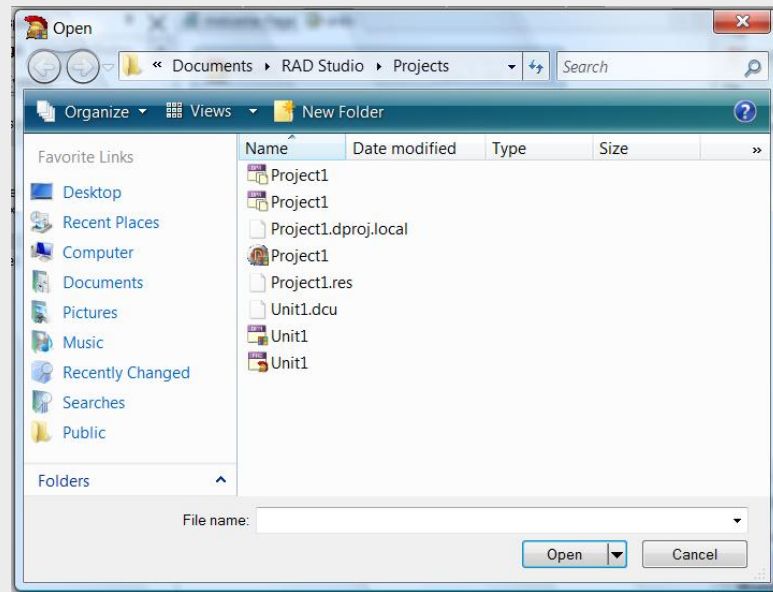 Open
« Documents ▸ RAD Studio ▸ Projects Search
Organize Views New Folder
Favorite Links
Desktop
Recent Places
Computer
Documents
Pictures
Music
Recently Changed
Searches
Public
Folders
Name Date modified Type Size »
Project1
Project1
Project1.dproj.local
Project1
Project1.res
Unit1.dcu
Unit1
Unit1
File name:
Open Cancel